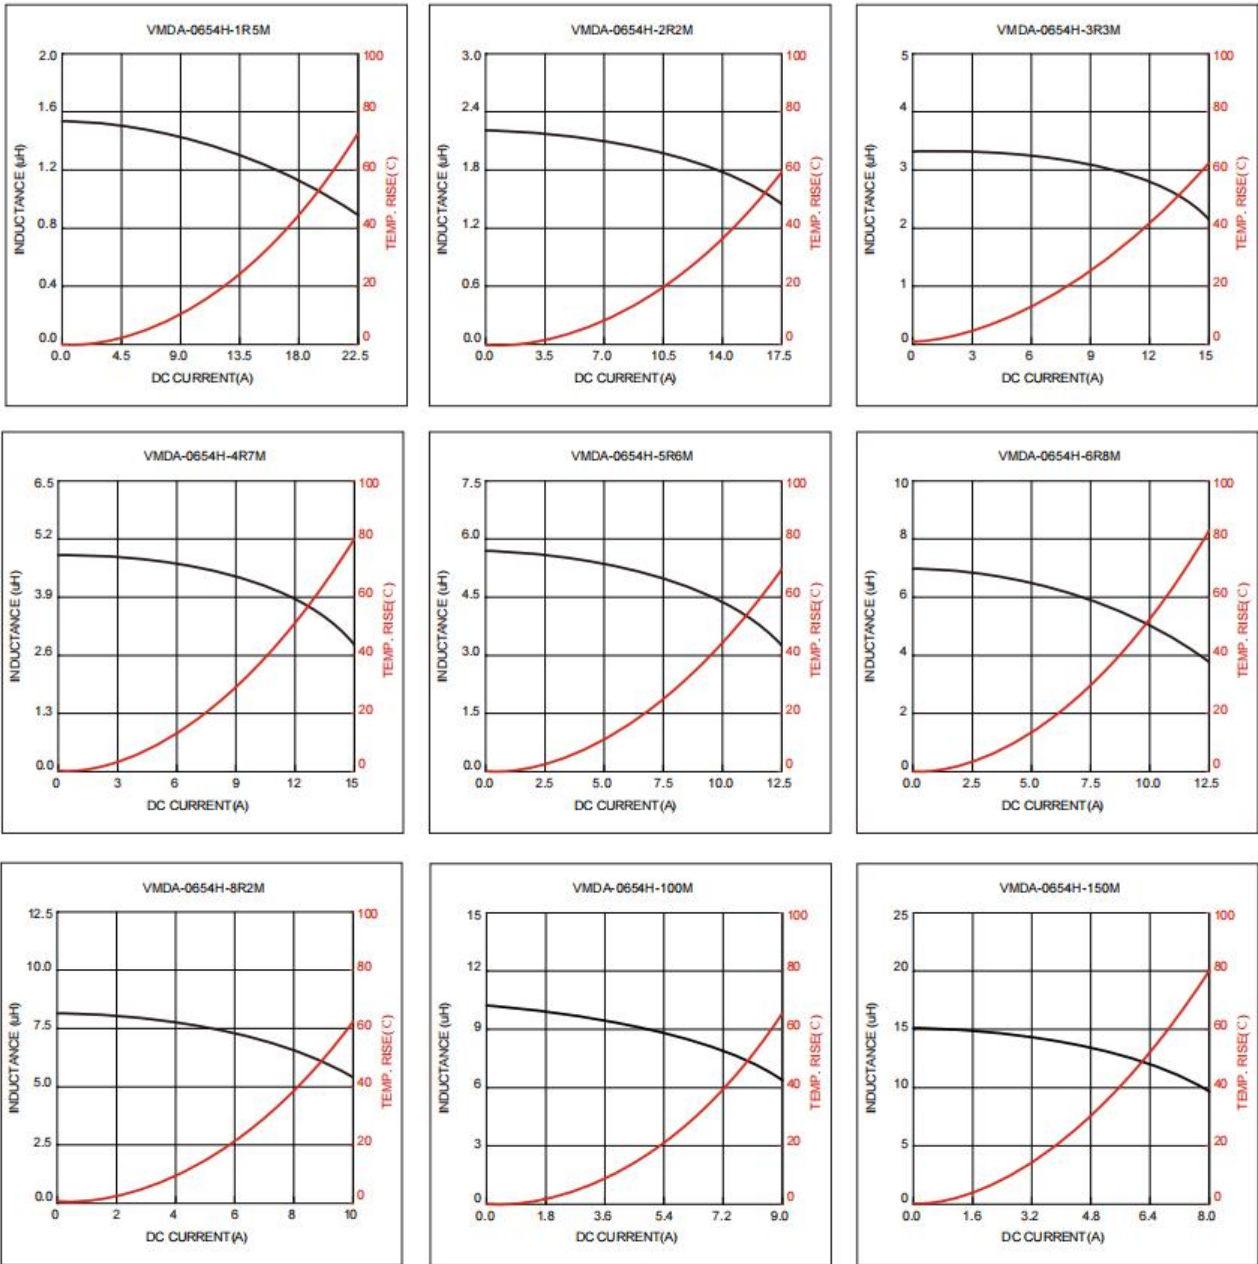 VMDA-0654H-1R5M
2.0 100
1.6 80
1.2 60
0.8 40
0.4 20
0.0 0
INDUCTANCE (uH)
TEMP. RISE(℃)
0.0 4.5 9.0 13.5 18.0 22.5
DC CURRENT(A)
VMDA-0654H-2R2M
3.0 100
2.4 80
1.8 60
1.2 40
0.6 20
0.0 0
INDUCTANCE (uH)
TEMP. RISE(℃)
0.0 3.5 7.0 10.5 14.0 17.5
DC CURRENT(A)
VMDA-0654H-3R3M
5 100
4 80
3 60
2 40
1 20
0 0
INDUCTANCE (uH)
TEMP. RISE(℃)
0 3 6 9 12 15
DC CURRENT(A)
VMDA-0654H-4R7M
6.5 100
5.2 80
3.9 60
2.6 40
1.3 20
0.0 0
INDUCTANCE (uH)
TEMP. RISE(℃)
0 3 6 9 12 15
DC CURRENT(A)
VMDA-0654H-5R6M
7.5 100
6.0 80
4.5 60
3.0 40
1.5 20
0.0 0
INDUCTANCE (uH)
TEMP. RISE(℃)
0.0 2.5 5.0 7.5 10.0 12.5
DC CURRENT(A)
VMDA-0654H-6R8M
10 100
8 80
6 60
4 40
2 20
0 0
INDUCTANCE (uH)
TEMP. RISE(℃)
0.0 2.5 5.0 7.5 10.0 12.5
DC CURRENT(A)
VMDA-0654H-8R2M
12.5 100
10.0 80
7.5 60
5.0 40
2.5 20
0.0 0
INDUCTANCE (uH)
TEMP. RISE(℃)
0 2 4 6 8 10
DC CURRENT(A)
VMDA-0654H-100M
15 100
12 80
9 60
6 40
3 20
0 0
INDUCTANCE (uH)
TEMP. RISE(℃)
0.0 1.8 3.6 5.4 7.2 9.0
DC CURRENT(A)
VMDA-0654H-150M
25 100
20 80
15 60
10 40
5 20
0 0
INDUCTANCE (uH)
TEMP. RISE(℃)
0.0 1.6 3.2 4.8 6.4 8.0
DC CURRENT(A)